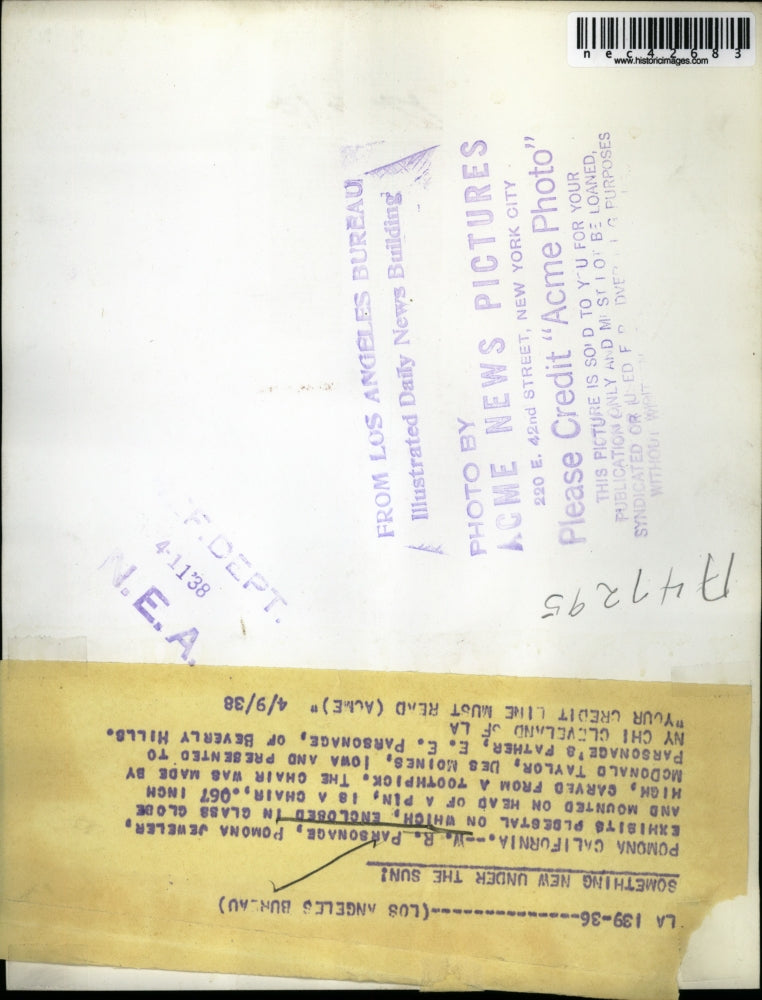 nec42683
www.historicimages.com
FROM LOS ANGELES BUREAU
Illustrated Daily News Building
PHOTO BY
ACME NEWS PICTURES
220 E. 42nd STREET, NEW YORK CITY
Please Credit "Acme Photo"
THIS PICTURE IS SOLD TO YOU FOR YOUR
PUBLICATION ONLY AND MUST NOT BE LOANED,
SYNDICATED OR USED PURPOSES
WITHOUT
REF. DEPT.
4-11'38
N.E.A.
A47295
LA 139-36----------------(LOS ANGELES BUREAU)
SOMETHING NEW UNDER THE SUN!
POMONA CALIFORNIA.--W. R. PARSONAGE, POMONA JEWELER,
EXHIBITS PEDESTAL ON WHICH, ENCLOSED IN GLASS GLOBE
AND MOUNTED ON HEAD OF A PIN, IS A CHAIR, .067 INCH
HIGH, CARVED FROM A TOOTHPICK. THE CHAIR WAS MADE BY
MCDONALD TAYLOR, DES MOINES, IOWA AND PRESENTED TO
PARSONAGE'S FATHER, E. E. PARSONAGE, OF BEVERLY HILLS.
NY CHI CLEVELAND SF LA
"YOUR CREDIT LINE MUST READ (ACME)" 4/9/38